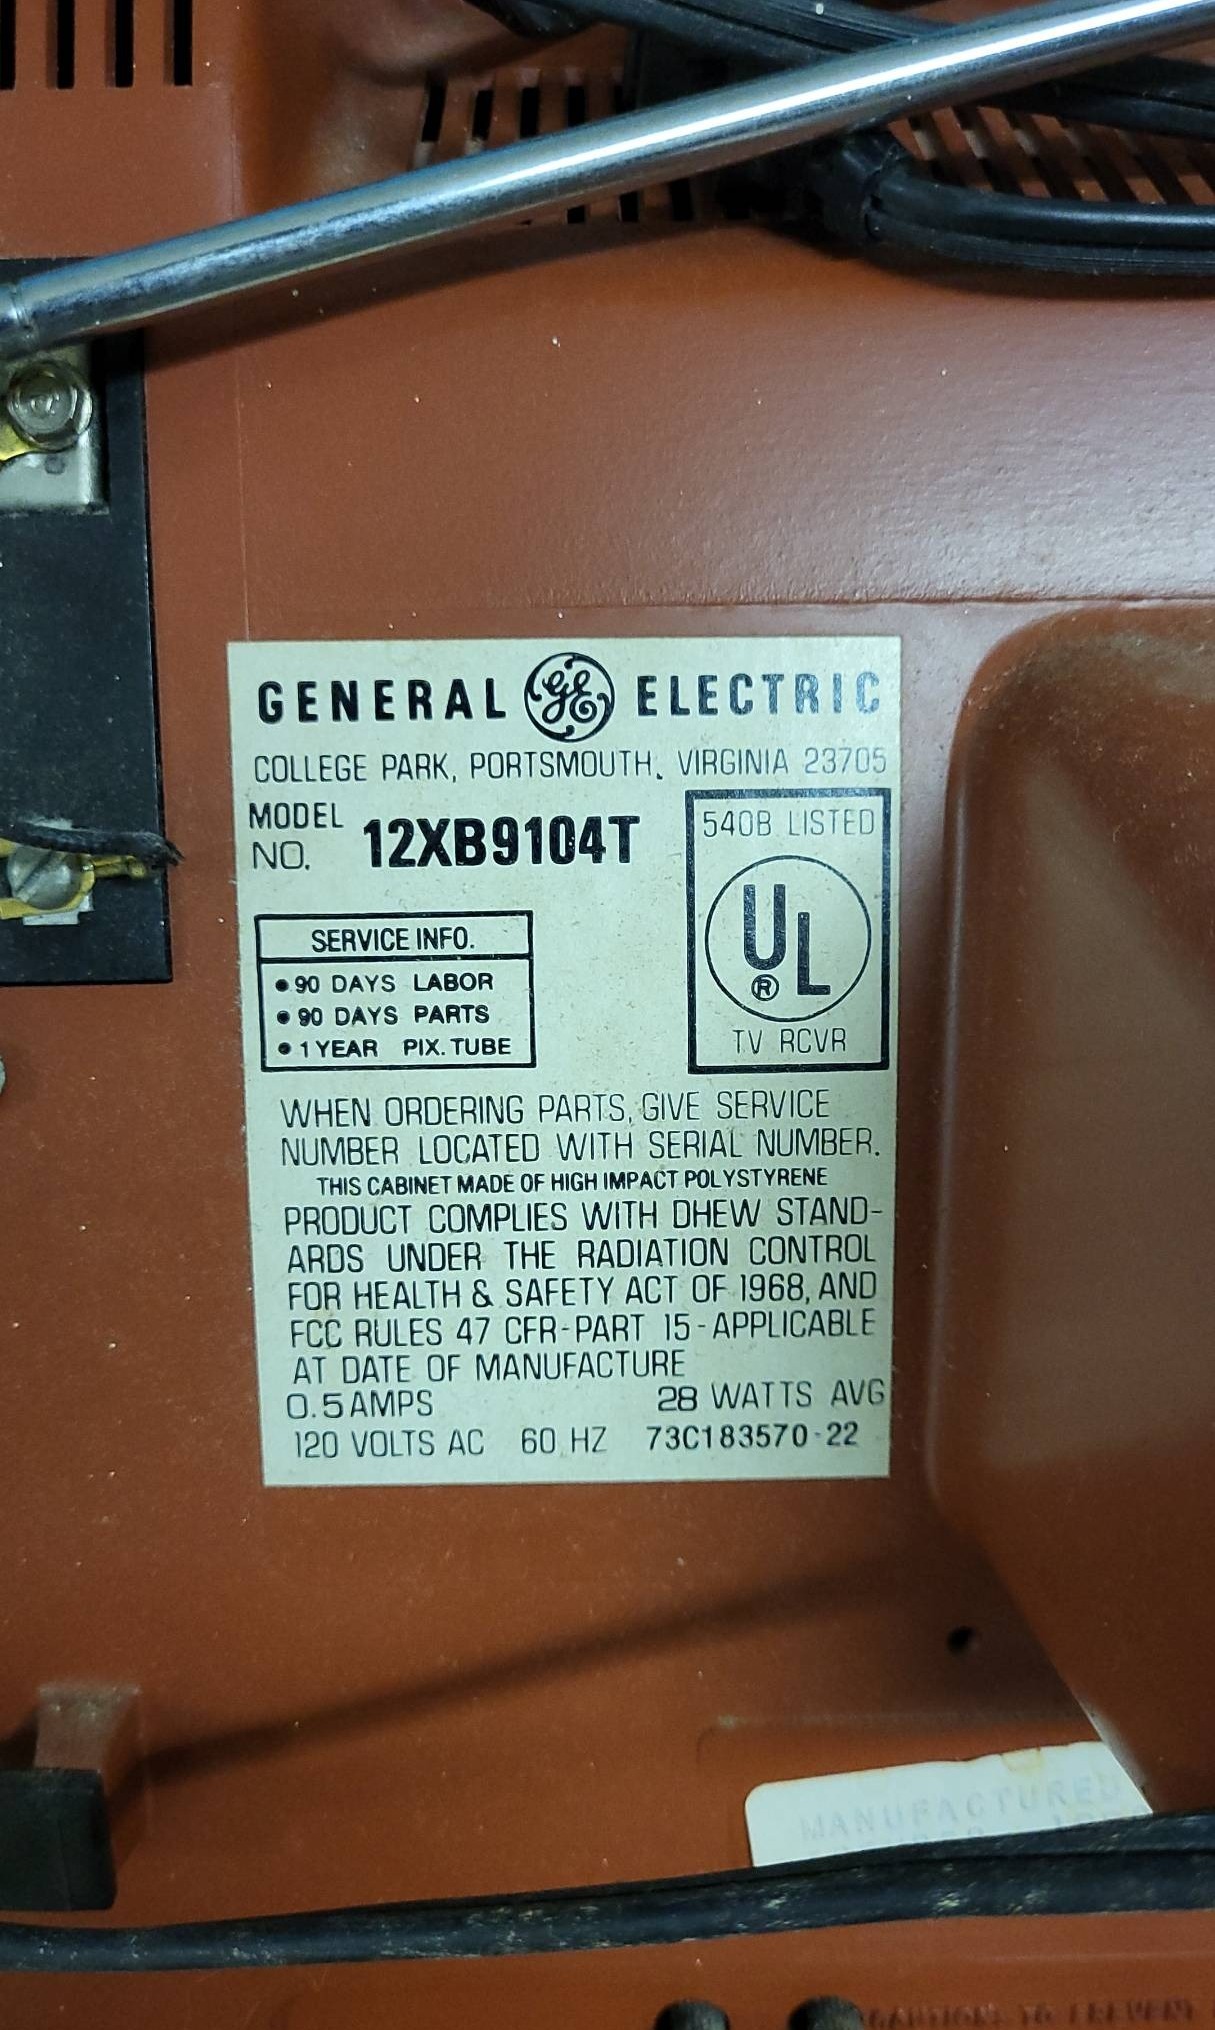 GENERAL GE ELECTRIC
COLLEGE PARK, PORTSMOUTH, VIRGINIA 23705
MODEL
NO. 12XB9104T
540B LISTED
UL
®
TV RCVR
SERVICE INFO.
• 90 DAYS LABOR
• 90 DAYS PARTS
• 1 YEAR PIX. TUBE
WHEN ORDERING PARTS, GIVE SERVICE
NUMBER LOCATED WITH SERIAL NUMBER.
THIS CABINET MADE OF HIGH IMPACT POLYSTYRENE
PRODUCT COMPLIES WITH DHEW STAND-
ARDS UNDER THE RADIATION CONTROL
FOR HEALTH & SAFETY ACT OF 1968, AND
FCC RULES 47 CFR-PART 15-APPLICABLE
AT DATE OF MANUFACTURE
0.5 AMPS 28 WATTS AVG
120 VOLTS AC 60 HZ 73C183570-22
MANUFACTURED
TO PREVENT